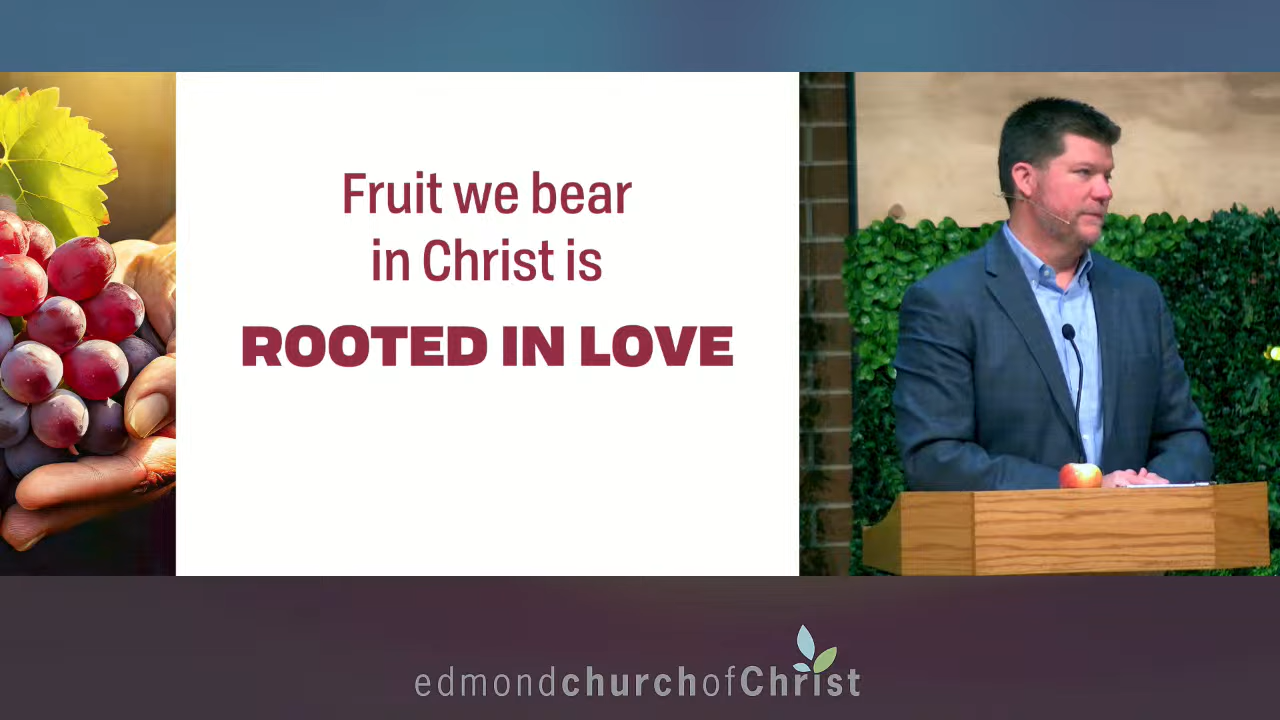 Fruit we bear
in Christ is
ROOTED IN LOVE
edmondchurchofChrist